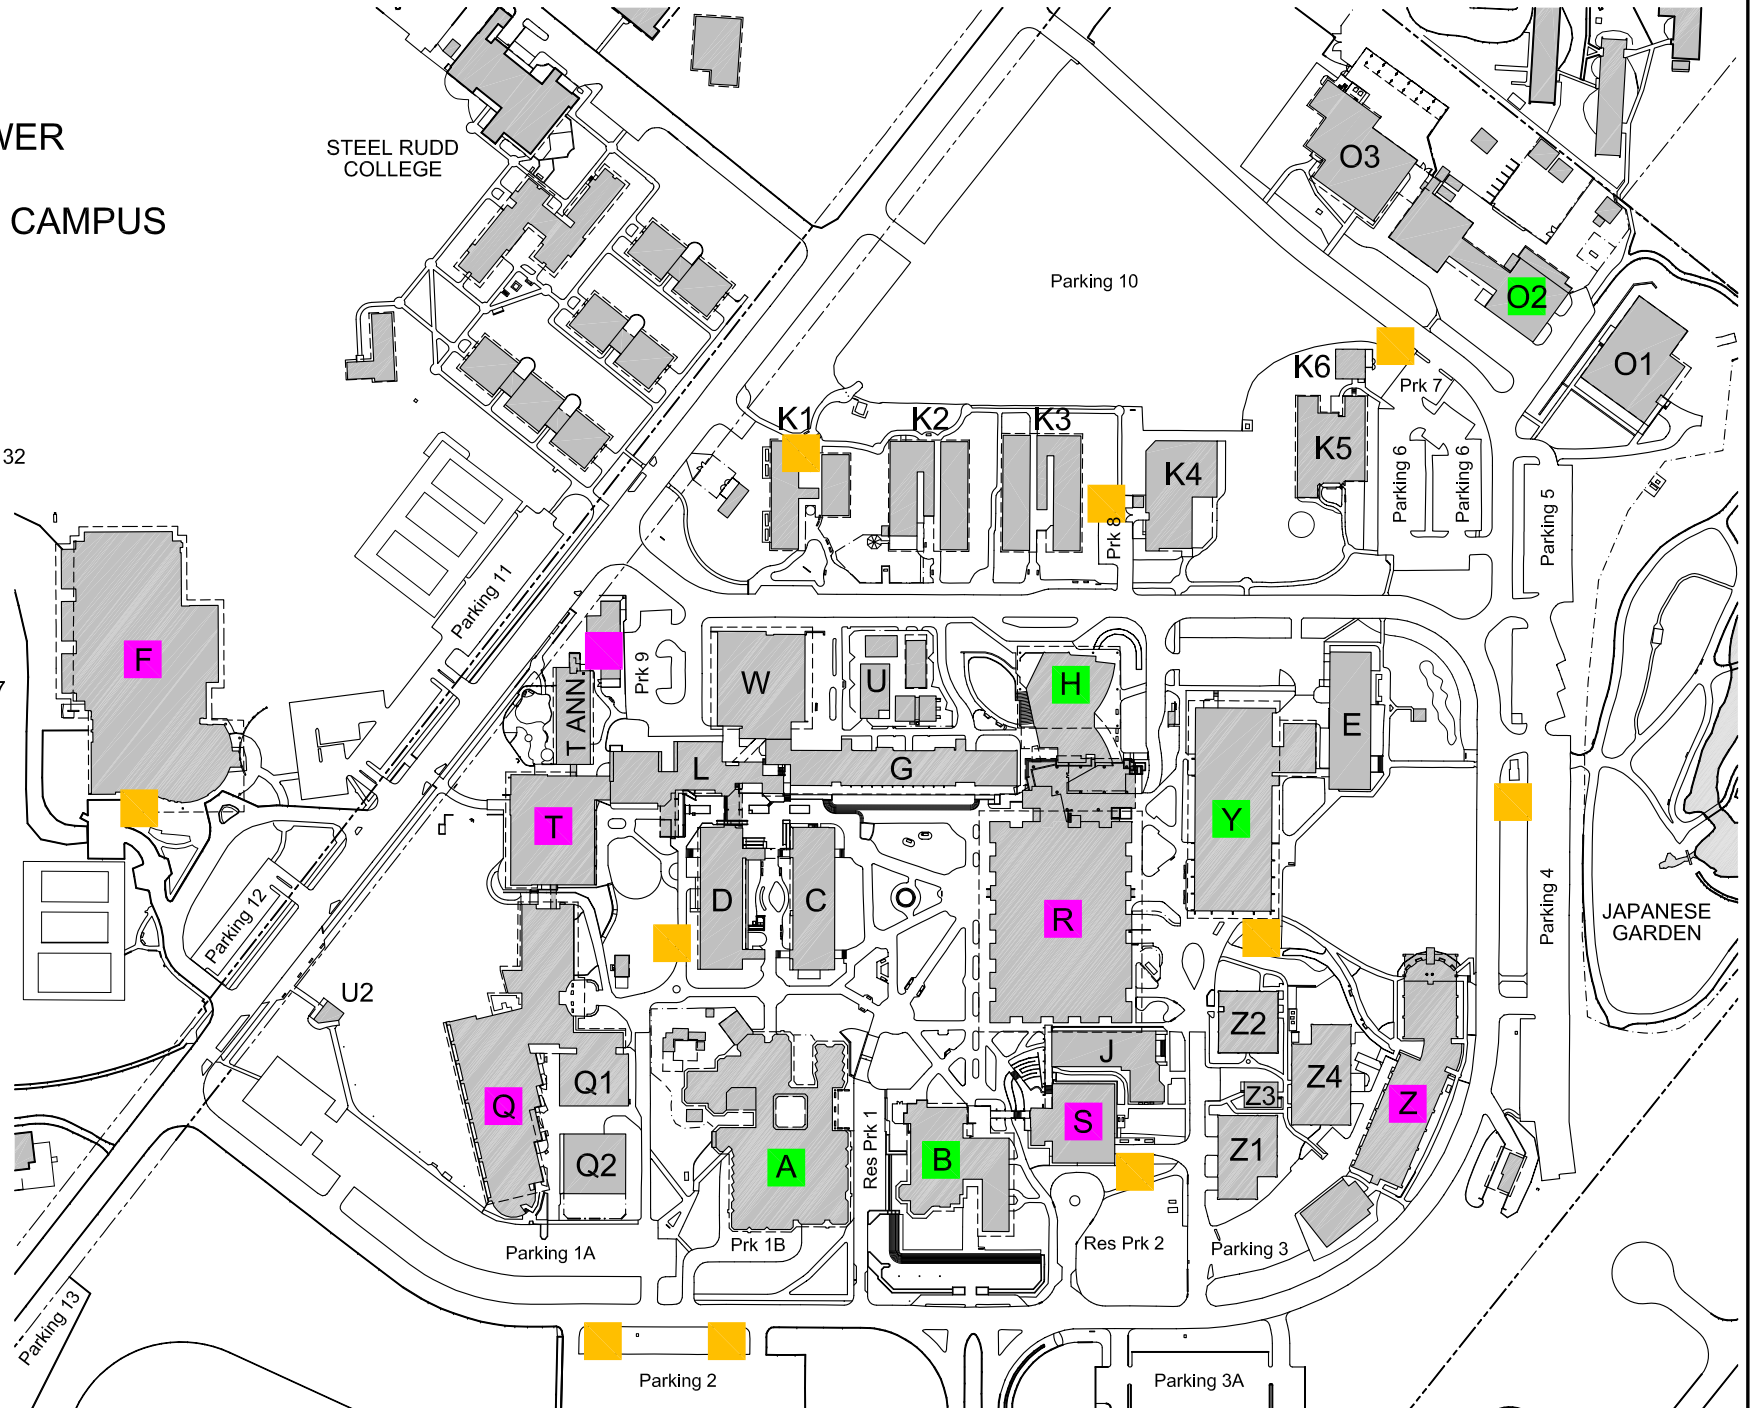 WER
STEEL RUDD
COLLEGE
O3
CAMPUS
Parking 10
O2
K6
O1
Prk 7
K1
K2
K3
K5
32
K4
Parking 6
Parking 6
Parking 5
Prk 8
Parking 11
F
Prk 9
W
U
H
T ANN
E
L
G
T
Y
D
C
R
Parking 12
Parking 4
JAPANESE
GARDEN
U2
Z2
J
Q1
Z4
Q
Z3
Z
S
Res Prk 1
Z1
A
B
Q2
Parking 1A
Prk 1B
Res Prk 2
Parking 3
Parking 13
Parking 2
Parking 3A